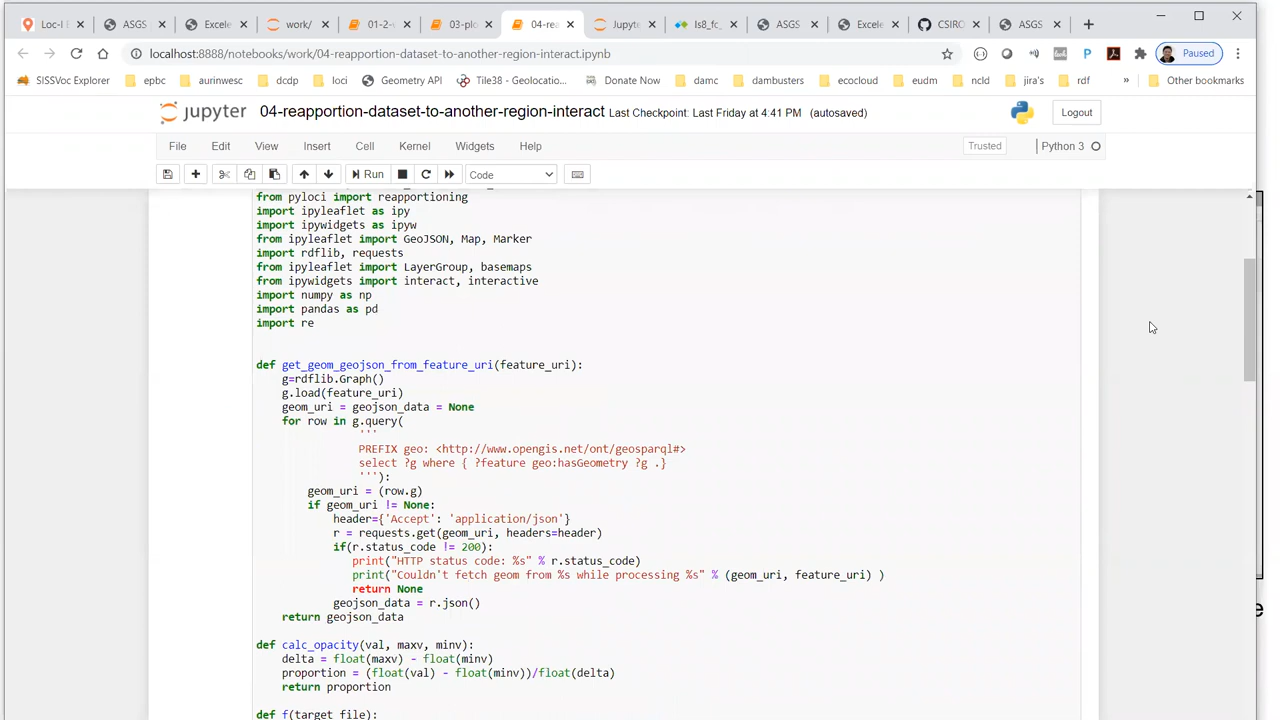 Loc-I
ASGS
Excele
work/
01-2-
03-plo
04-rea
Jupyte
ls8_fc_
ASGS
Excele
CSIRO
ASGS
localhost:8888/notebooks/work/04-reapportion-dataset-to-another-region-interact.ipynb
Paused
SISSVoc Explorer
epbc
aurinwesc
dcdp
loci
Geometry API
Tile38 - Geolocatio...
Donate Now
damc
dambusters
ecocloud
eudm
ncld
jira's
rdf
»
Other bookmarks
jupyter 04-reapportion-dataset-to-another-region-interact Last Checkpoint: Last Friday at 4:41 PM (autosaved)
Logout
File Edit View Insert Cell Kernel Widgets Help
Trusted
Python 3
Run
Code
from pyloci import reapportioning
import ipyleaflet as ipy
import ipywidgets as ipyw
from ipyleaflet import GeoJSON, Map, Marker
import rdflib, requests
from ipyleaflet import LayerGroup, basemaps
from ipywidgets import interact, interactive
import numpy as np
import pandas as pd
import re
def get_geom_geojson_from_feature_uri(feature_uri):
g=rdflib.Graph()
g.load(feature_uri)
geom_uri = geojson_data = None
for row in g.query(
'''
PREFIX geo: <http://www.opengis.net/ont/geosparql#>
select ?g where { ?feature geo:hasGeometry ?g .}
'''):
geom_uri = (row.g)
if geom_uri != None:
header={'Accept': 'application/json'}
r = requests.get(geom_uri, headers=header)
if(r.status_code != 200):
print("HTTP status code: %s" % r.status_code)
print("Couldn't fetch geom from %s while processing %s" % (geom_uri, feature_uri) )
return None
geojson_data = r.json()
return geojson_data
def calc_opacity(val, maxv, minv):
delta = float(maxv) - float(minv)
proportion = (float(val) - float(minv))/float(delta)
return proportion
def f(target_file):
e